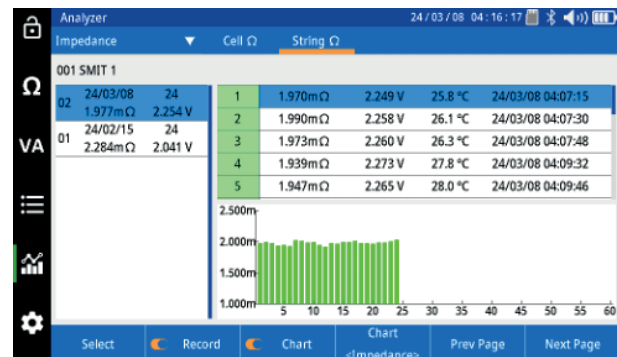 Analyzer 24/03/08 04:16:17
Impedance ▼ Cell Ω String Ω
001 SMIT 1
Ω
VA
02 24/03/08 24
1.977mΩ 2.254 V
01 24/02/15 24
2.284mΩ 2.041 V
1 1.970mΩ 2.249 V 25.8 °C 24/03/08 04:07:15
2 1.990mΩ 2.258 V 26.1 °C 24/03/08 04:07:30
3 1.973mΩ 2.260 V 26.3 °C 24/03/08 04:07:48
4 1.939mΩ 2.273 V 27.8 °C 24/03/08 04:09:32
5 1.947mΩ 2.265 V 28.0 °C 24/03/08 04:09:46
2.500m
2.000m
1.500m
1.000m
5 10 15 20 25 30 35 40 45 50 55 60
Select Record Chart Chart Prev Page Next Page
<Impedance>